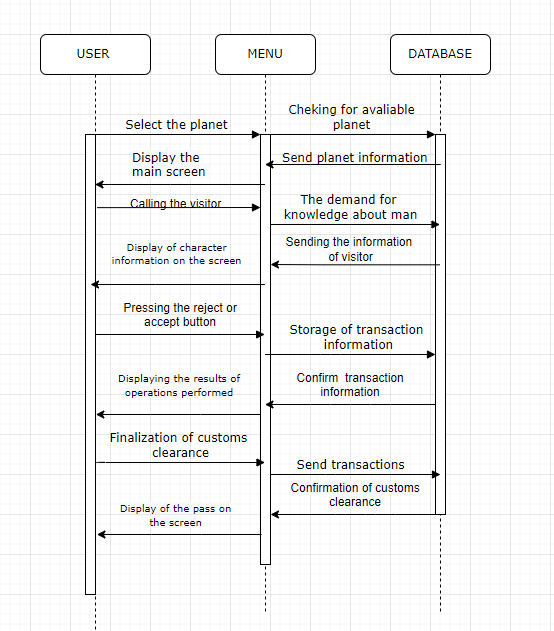 USER
MENU
DATABASE
Select the planet
Cheking for avaliable
planet
Send planet information
Display the
main screen
Calling the visitor
The demand for
knowledge about man
Sending the information
of visitor
Display of character
information on the screen
Pressing the reject or
accept button
Storage of transaction
information
Confirm transaction
information
Displaying the results of
operations performed
Finalization of customs
clearance
Send transactions
Confirmation of customs
clearance
Display of the pass on
the screen